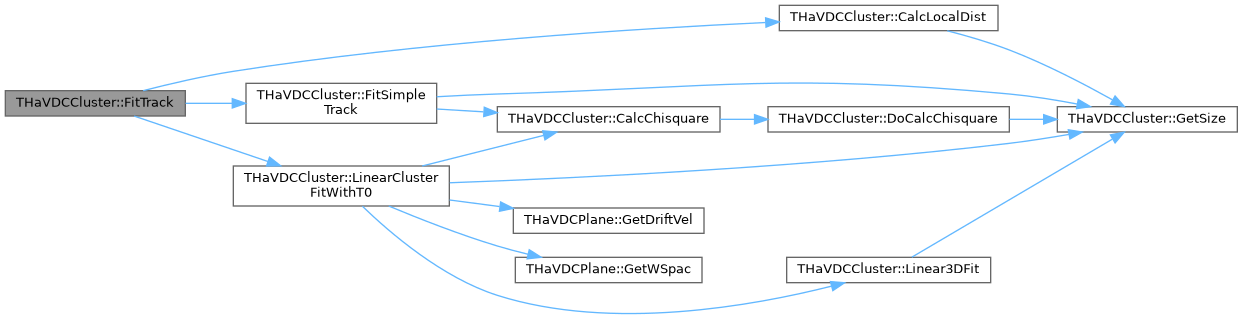 THaVDCCluster::CalcLocalDist
THaVDCCluster::FitTrack
THaVDCCluster::FitSimple
Track
THaVDCCluster::CalcChisquare
THaVDCCluster::DoCalcChisquare
THaVDCCluster::GetSize
THaVDCCluster::LinearCluster
FitWithT0
THaVDCPlane::GetDriftVel
THaVDCPlane::GetWSpac
THaVDCCluster::Linear3DFit